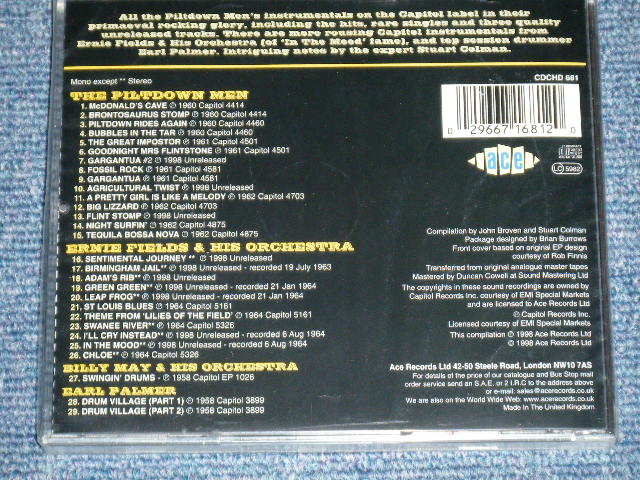 All the Piltdown Men's instrumentals on the Capitol label in their
primaeval rocking glory, including the hits, rare singles and three quality
unreleased tracks. There are more rousing Capitol instrumentals from
Ernie Fields & His Orchestra (of 'In The Mood' fame), and top session drummer
Earl Palmer. Intriguing notes by the expert Stuart Colman.
Mono except ** Stereo
CDCHD 681
THE PILTDOWN MEN
1. McDONALD'S CAVE ℗ 1960 Capitol 4414
2. BRONTOSAURUS STOMP ℗ 1960 Capitol 4414
3. PILTDOWN RIDES AGAIN ℗ 1960 Capitol 4460
4. BUBBLES IN THE TAR ℗ 1960 Capitol 4460
5. THE GREAT IMPOSTOR ℗ 1961 Capitol 4501
6. GOODNIGHT MRS FLINTSTONE ℗ 1961 Capitol 4501
7. GARGANTUA #2 ℗ 1998 Unreleased
8. FOSSIL ROCK ℗ 1961 Capitol 4581
9. GARGANTUA ℗ 1961 Capitol 4581
10. AGRICULTURAL TWIST ℗ 1998 Unreleased
11. A PRETTY GIRL IS LIKE A MELODY ℗ 1962 Capitol 4703
12. BIG LIZZARD ℗ 1962 Capitol 4703
13. FLINT STOMP ℗ 1998 Unreleased
14. NIGHT SURFIN' ℗ 1962 Capitol 4875
15. TEQUILA BOSSA NOVA ℗ 1962 Capitol 4875
ERNIE FIELDS & HIS ORCHESTRA
16. SENTIMENTAL JOURNEY ** ℗ 1998 Unreleased
17. BIRMINGHAM JAIL** ℗ 1998 Unreleased - recorded 19 July 1963
18. ADAM'S RIB** ℗ 1998 Unreleased
19. GREEN GREEN** ℗ 1998 Unreleased - recorded 21 Jan 1964
20. LEAP FROG** ℗ 1998 Unreleased - recorded 21 Jan 1964
21. ST LOUIS BLUES ℗ 1964 Capitol 5161
22. THEME FROM 'LILIES OF THE FIELD' ℗ 1964 Capitol 5161
23. SWANEE RIVER** ℗ 1964 Capitol 5326
24. I'LL CRY INSTEAD** ℗ 1998 Unreleased - recorded 6 Aug 1964
25. IN THE MOOD** ℗ 1998 Unreleased - recorded 6 Aug 1964
26. CHLOE** ℗ 1964 Capitol 5326
BILLY MAY & HIS ORCHESTRA
27. SWINGIN' DRUMS - ℗ 1958 Capitol EP 1026
EARL PALMER
28. DRUM VILLAGE (PART 1) ℗ 1958 Capitol 3899
29. DRUM VILLAGE (PART 2) ℗ 1958 Capitol 3899
0 29667 16812 0
ace
LC 5982
Compilation by John Broven and Stuart Colman
Package designed by Brian Burrows
Front cover based on original EP design
courtesy of Rob Finnis
Transferred from original analogue master tapes
Mastered by Duncan Cowell at Sound Mastering Ltd
The copyrights in these sound recordings are owned by
Capitol Records Inc. courtesy of EMI Special Markets
and are licensed to Ace Records Ltd
℗ Capitol Records Inc.
Licensed courtesy of EMI Special Markets
This compilation ℗ 1998 Ace Records Ltd
© 1998 Ace Records Ltd
Ace Records Ltd 42-50 Steele Road, London NW10 7AS
For details of the price of our catalogue and Bus Stop mail
order service send an S.A.E. or 2 I.R.C to the address above
or e-mail: sales@acerecords.co.uk
We are also on the World Wide Web: www.acerecords.co.uk
Made In The United Kingdom